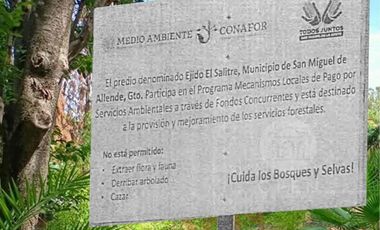 MEDIO AMBIENTE CONAFOR
TODOS JUNTOS
El predio denominado Ejido El Salitre, Municipio de San Miguel de
Allende, Gto. Participa en el Programa Mecanismos Locales de Pago por
Servicios Ambientales a través de Fondos Concurrentes y está destinado
a la provisión y mejoramiento de los servicios forestales.
No está permitido:
• Extraer flora y fauna
• Derribar arbolado
• Cazar
¡Cuida los Bosques y Selvas!